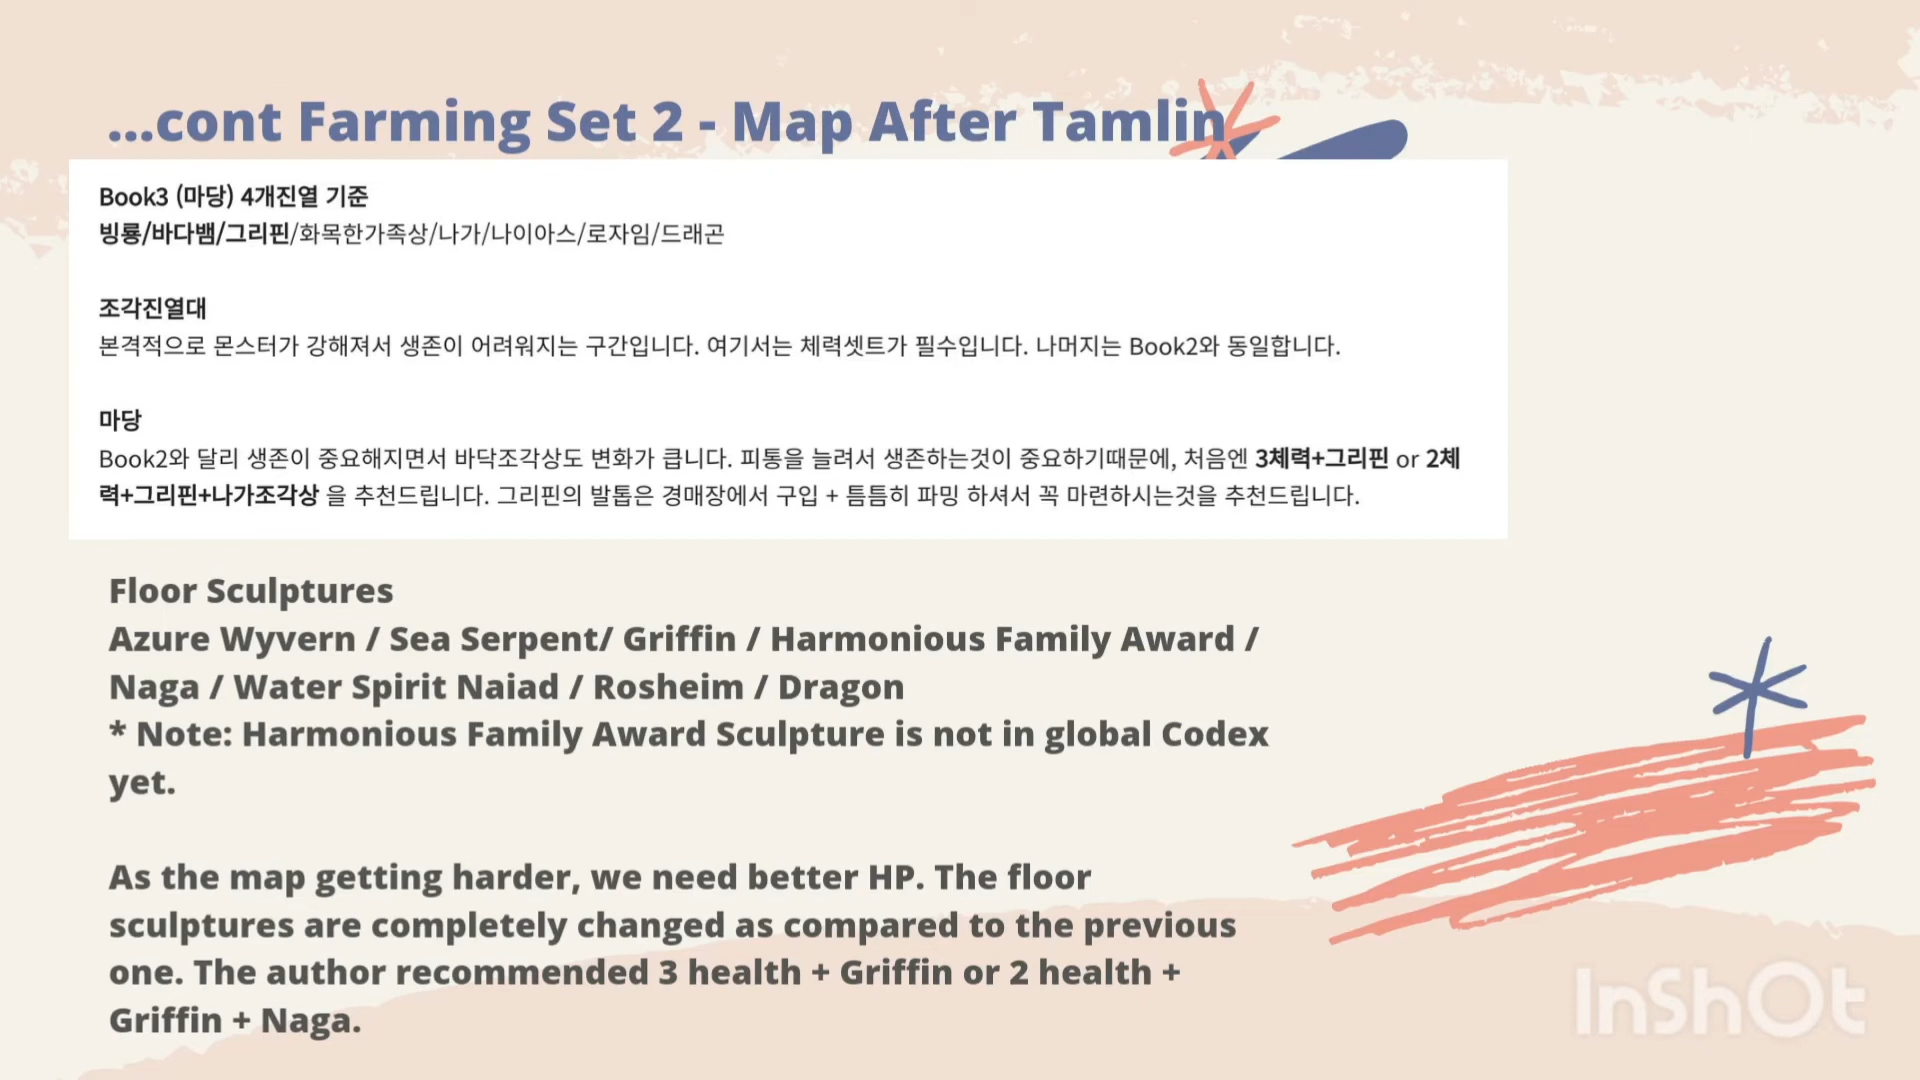 ...cont Farming Set 2 - Map After Tamlin
Book3 (마당) 4개진열 기준
빙룡/바다뱀/그리핀/화목한가족상/나가/나이아스/로자임/드래곤
조각진열대
본격적으로 몬스터가 강해져서 생존이 어려워지는 구간입니다. 여기서는 체력셋트가 필수입니다. 나머지는 Book2와 동일합니다.
마당
Book2와 달리 생존이 중요해지면서 바닥조각상도 변화가 큽니다. 피통을 늘려서 생존하는것이 중요하기때문에, 처음엔 3체력+그리핀 or 2체
력+그리핀+나가조각상 을 추천드립니다. 그리핀의 발톱은 경매장에서 구입 + 틈틈히 파밍 하셔서 꼭 마련하시는것을 추천드립니다.
Floor Sculptures
Azure Wyvern / Sea Serpent/ Griffin / Harmonious Family Award /
Naga / Water Spirit Naiad / Rosheim / Dragon
* Note: Harmonious Family Award Sculpture is not in global Codex
yet.
As the map getting harder, we need better HP. The floor
sculptures are completely changed as compared to the previous
one. The author recommended 3 health + Griffin or 2 health +
Griffin + Naga.
InShOt